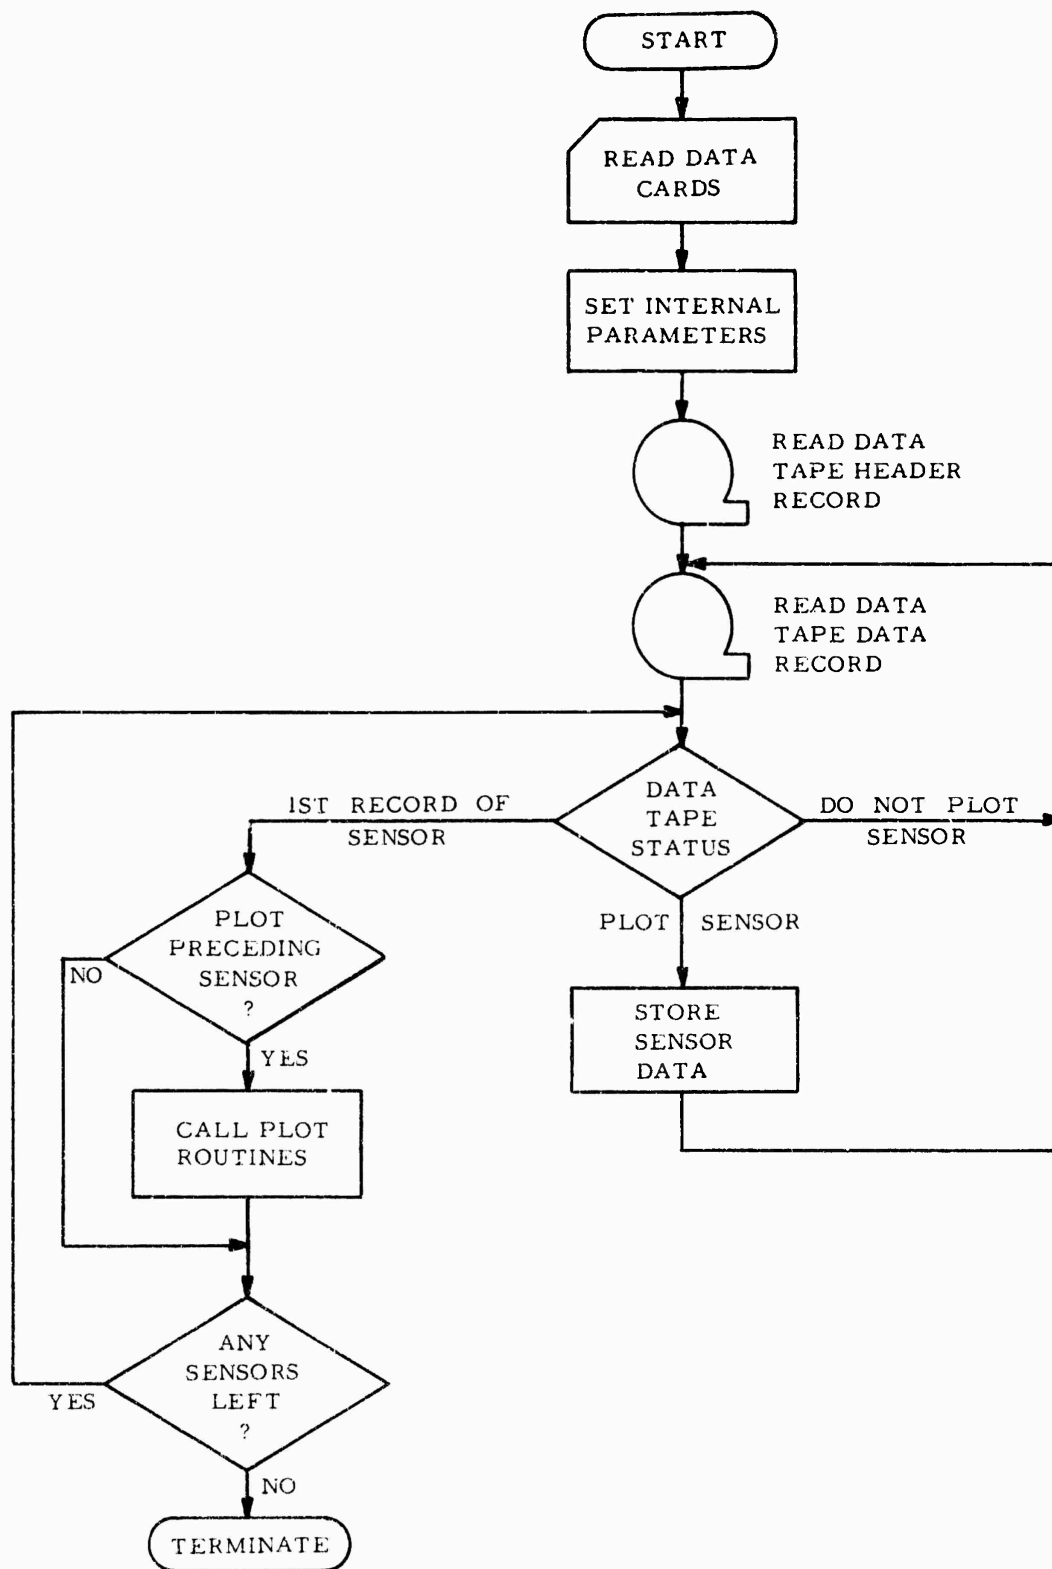 START
READ DATA
CARDS
SET INTERNAL
PARAMETERS
READ DATA
TAPE HEADER
RECORD
READ DATA
TAPE DATA
RECORD
DATA
TAPE
STATUS
1ST RECORD OF
SENSOR
DO NOT PLOT
SENSOR
PLOT SENSOR
PLOT
PRECEDING
SENSOR
?
NO
YES
STORE
SENSOR
DATA
CALL PLOT
ROUTINES
ANY
SENSORS
LEFT
?
YES
NO
TERMINATE